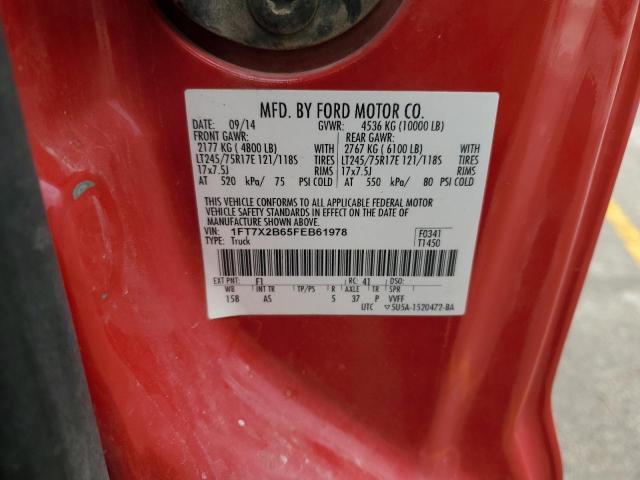 MFD. BY FORD MOTOR CO.
DATE: 09/14 GVWR: 4536 KG (10000 LB)
FRONT GAWR: REAR GAWR:
2177 KG ( 4800 LB) WITH 2767 KG ( 6100 LB) WITH
LT245/75R17E 121/118S TIRES LT245/75R17E 121/118S TIRES
17x7.5J RIMS 17x7.5J RIMS
AT 520 kPa/ 75 PSI COLD AT 550 kPa/ 80 PSI COLD
THIS VEHICLE CONFORMS TO ALL APPLICABLE FEDERAL MOTOR
VEHICLE SAFETY STANDARDS IN EFFECT ON THE DATE OF
MANUFACTURE SHOWN ABOVE.
VIN: 1FT7X2B65FEB61978 F0341
TYPE: Truck T1450
EXT PNT: F1 RC: 41 DSO:
WB INT TR TP/PS R AXLE TR SPR
158 AS 5 37 P VVFF
UTC ▽5U5A-1520472-BA